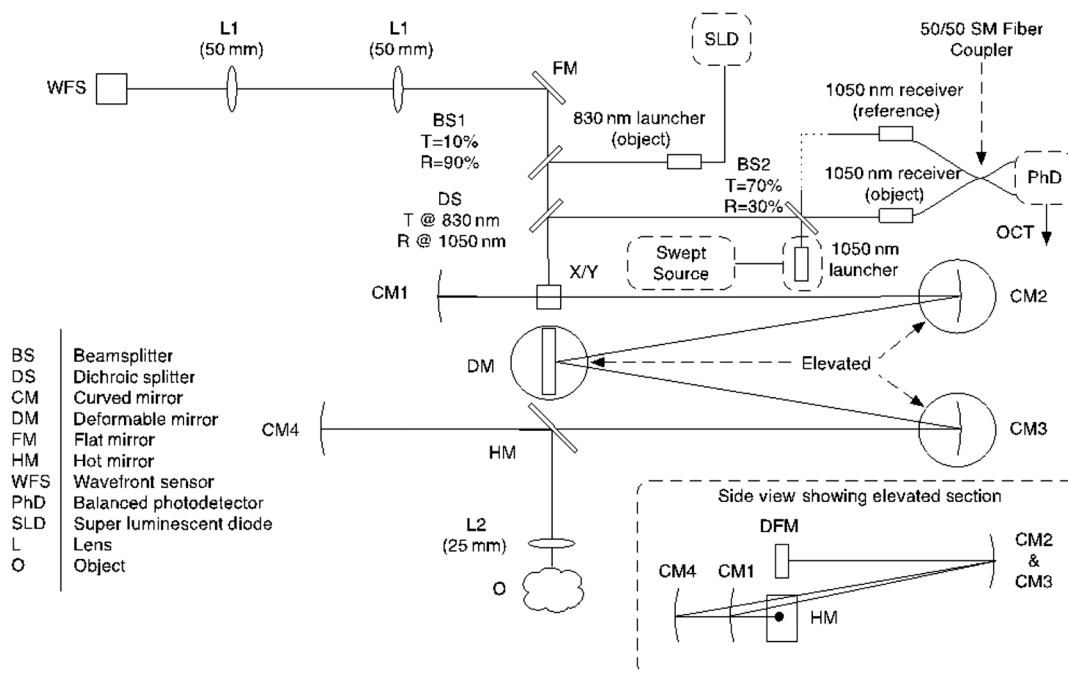 L1
(50 mm)
L1
(50 mm)
WFS
FM
SLD
50/50 SM Fiber
Coupler
1050 nm receiver
(reference)
BS1
T=10%
R=90%
830 nm launcher
(object)
BS2
T=70%
R=30%
1050 nm receiver
(object)
PhD
DS
T @ 830 nm
R @ 1050 nm
OCT
Swept
Source
1050 nm
launcher
X/Y
CM1
CM2
DM
Elevated
CM4
HM
CM3
BS Beamsplitter
DS Dichroic splitter
CM Curved mirror
DM Deformable mirror
FM Flat mirror
HM Hot mirror
WFS Wavefront sensor
PhD Balanced photodetector
SLD Super luminescent diode
L Lens
O Object
L2
(25 mm)
O
Side view showing elevated section
DFM
CM2
&
CM3
CM4
CM1
HM